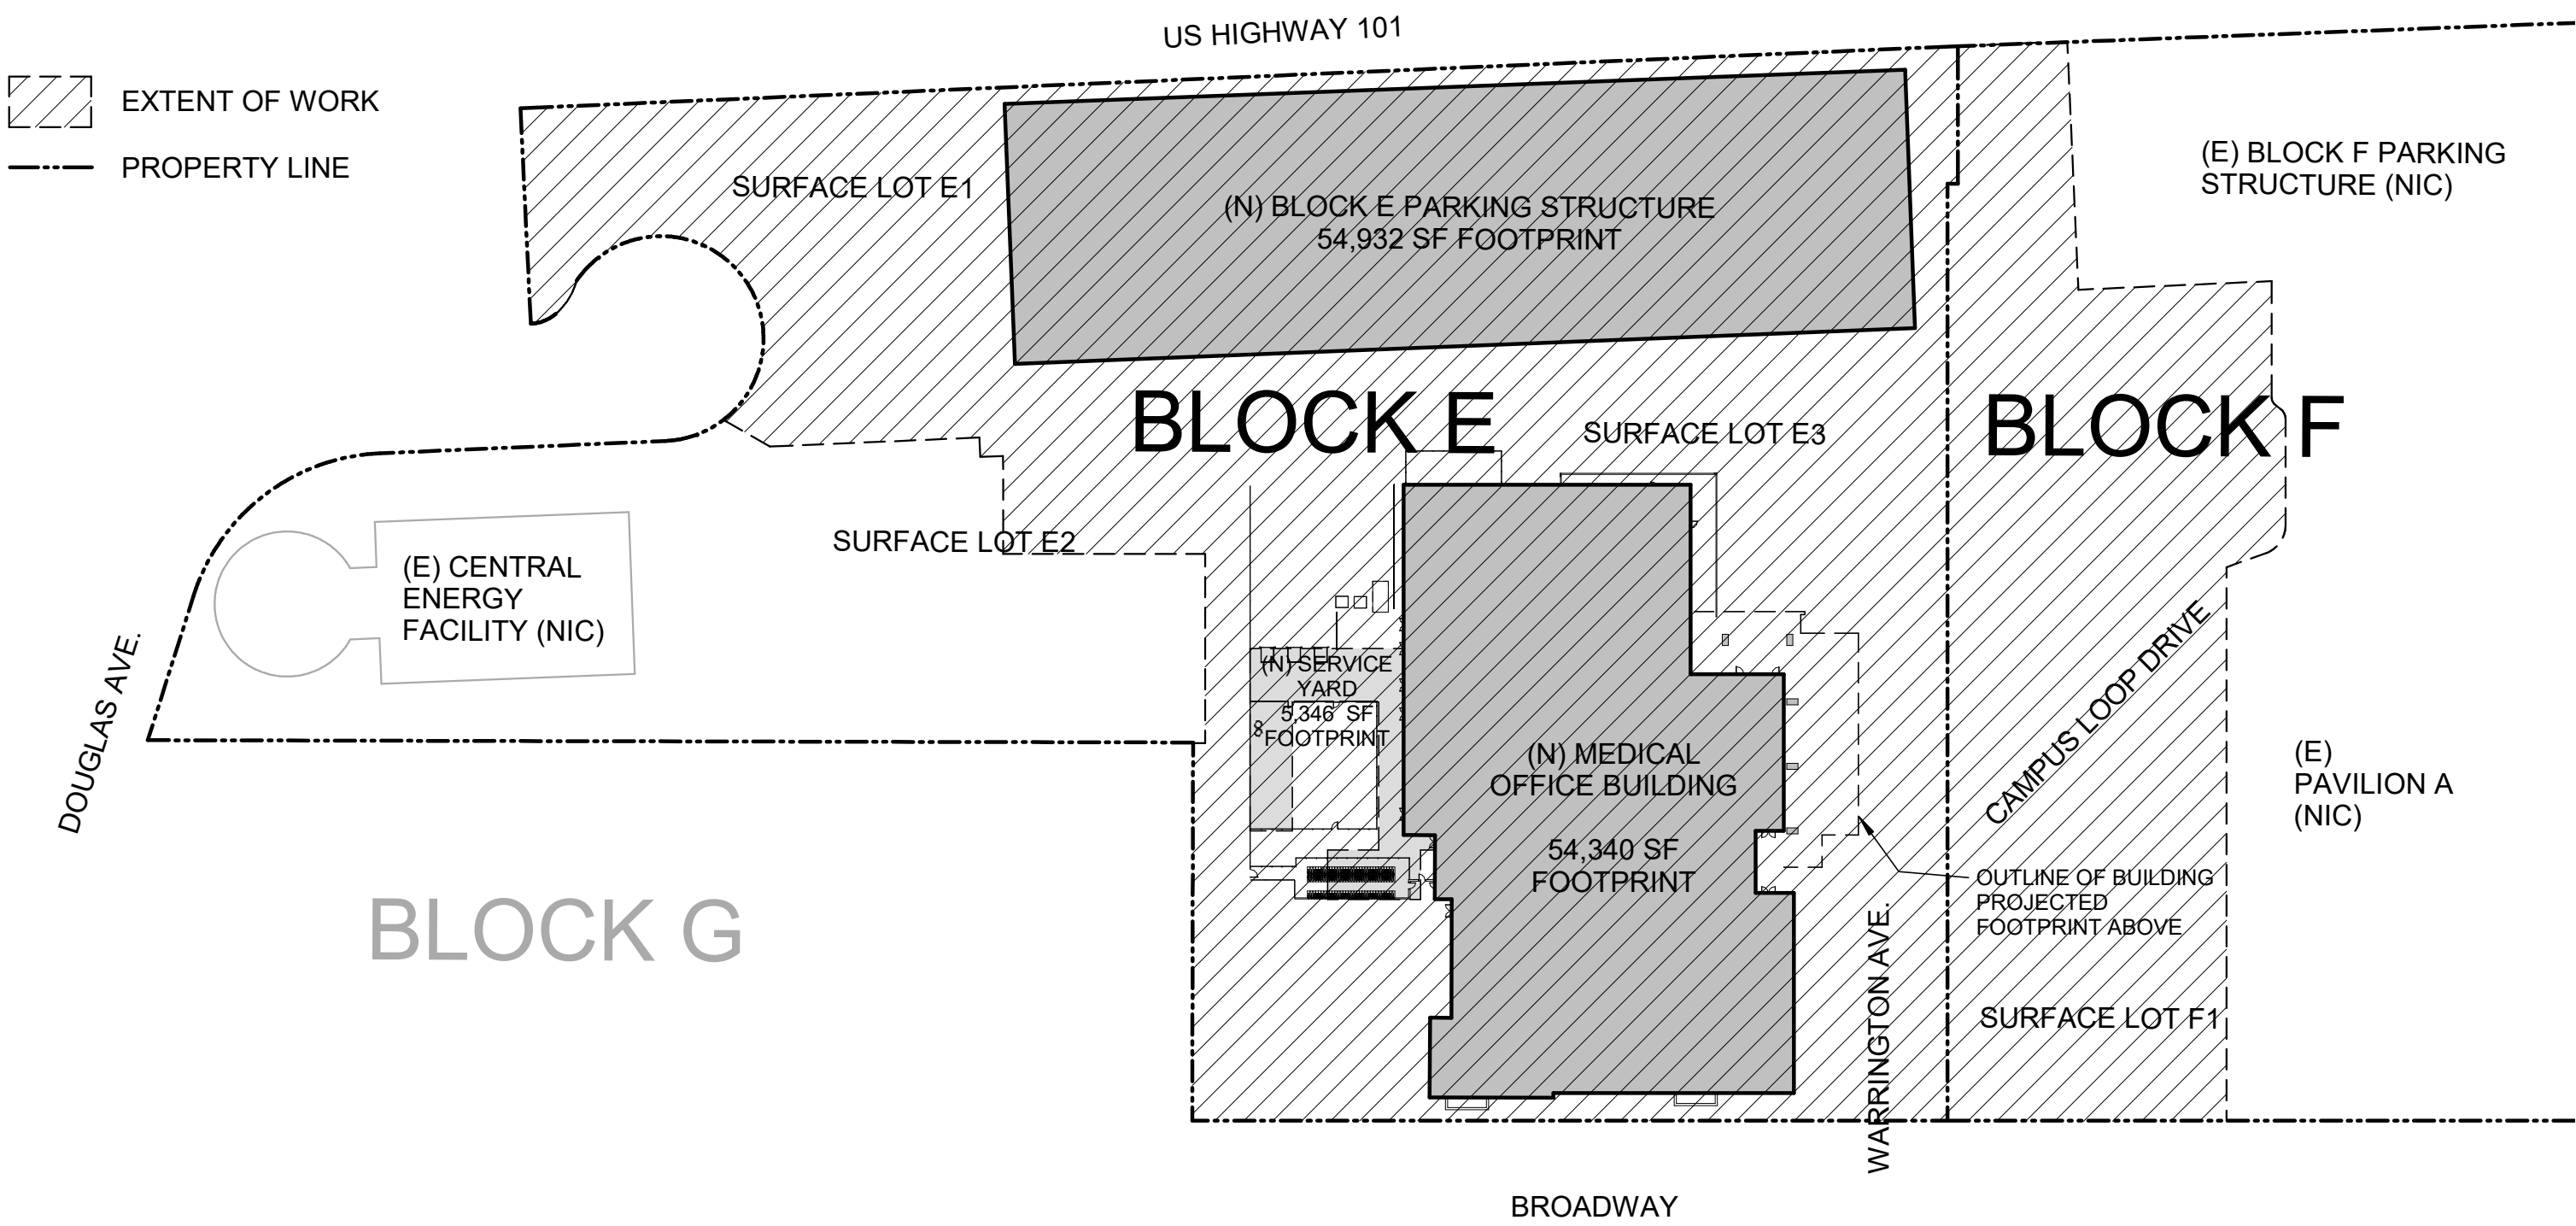 US HIGHWAY 101
EXTENT OF WORK
PROPERTY LINE
SURFACE LOT E1
(N) BLOCK E PARKING STRUCTURE
54,932 SF FOOTPRINT
(E) BLOCK F PARKING
STRUCTURE (NIC)
BLOCK E
SURFACE LOT E3
BLOCK F
SURFACE LOT E2
(E) CENTRAL
ENERGY
FACILITY (NIC)
DOUGLAS AVE.
(N) SERVICE
YARD
5,346 SF
FOOTPRINT
(N) MEDICAL
OFFICE BUILDING
54,340 SF
FOOTPRINT
CAMPUS LOOP DRIVE
(E)
PAVILION A
(NIC)
OUTLINE OF BUILDING
PROJECTED
FOOTPRINT ABOVE
BLOCK G
WARRINGTON AVE.
SURFACE LOT F1
BROADWAY